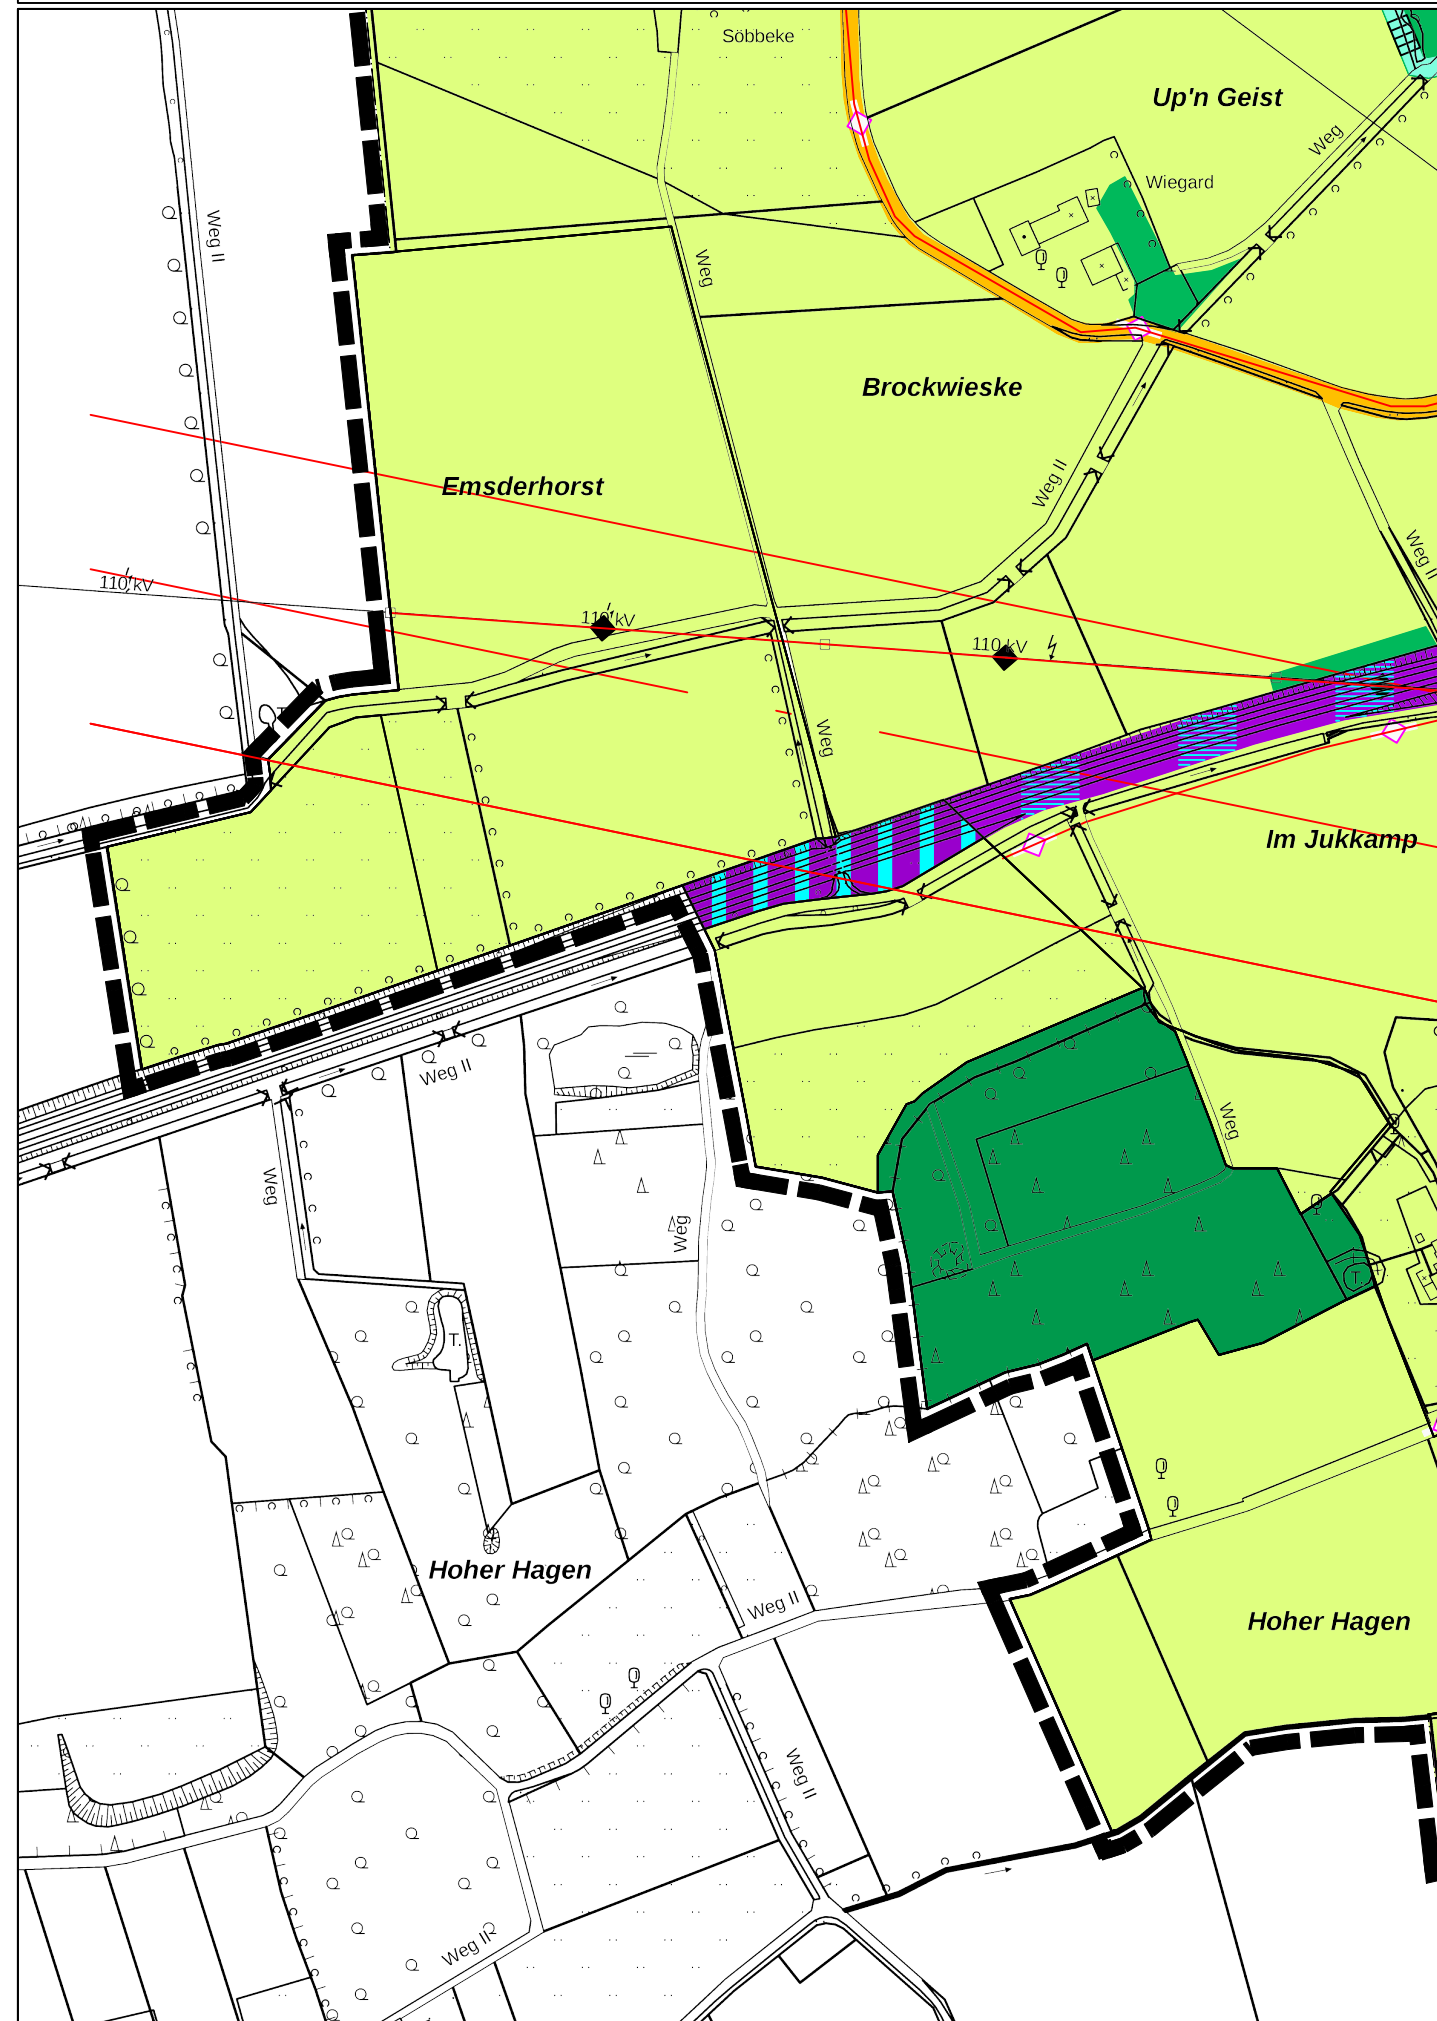 Söbbeke
Up'n Geist
Weg
Wiegard
Weg II
Weg
Brockwieske
Emsderhorst
Weg II
Weg II
110 kV
110 kV
110 kV
T.
Weg
Im Jukkamp
Weg II
Weg
Weg
Weg
T.
T.
Hoher Hagen
Weg II
Hoher Hagen
Weg II
Weg II